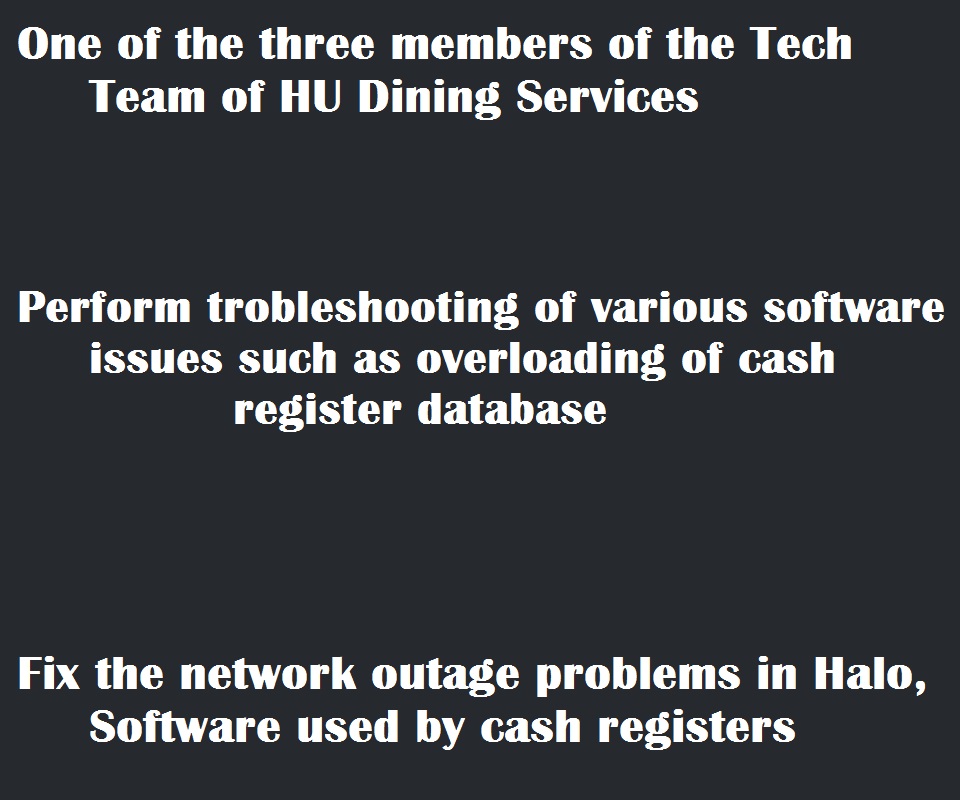 One of the three members of the Tech
Team of HU Dining Services
Perform trobleshooting of various software
issues such as overloading of cash
register database
Fix the network outage problems in Halo,
Software used by cash registers